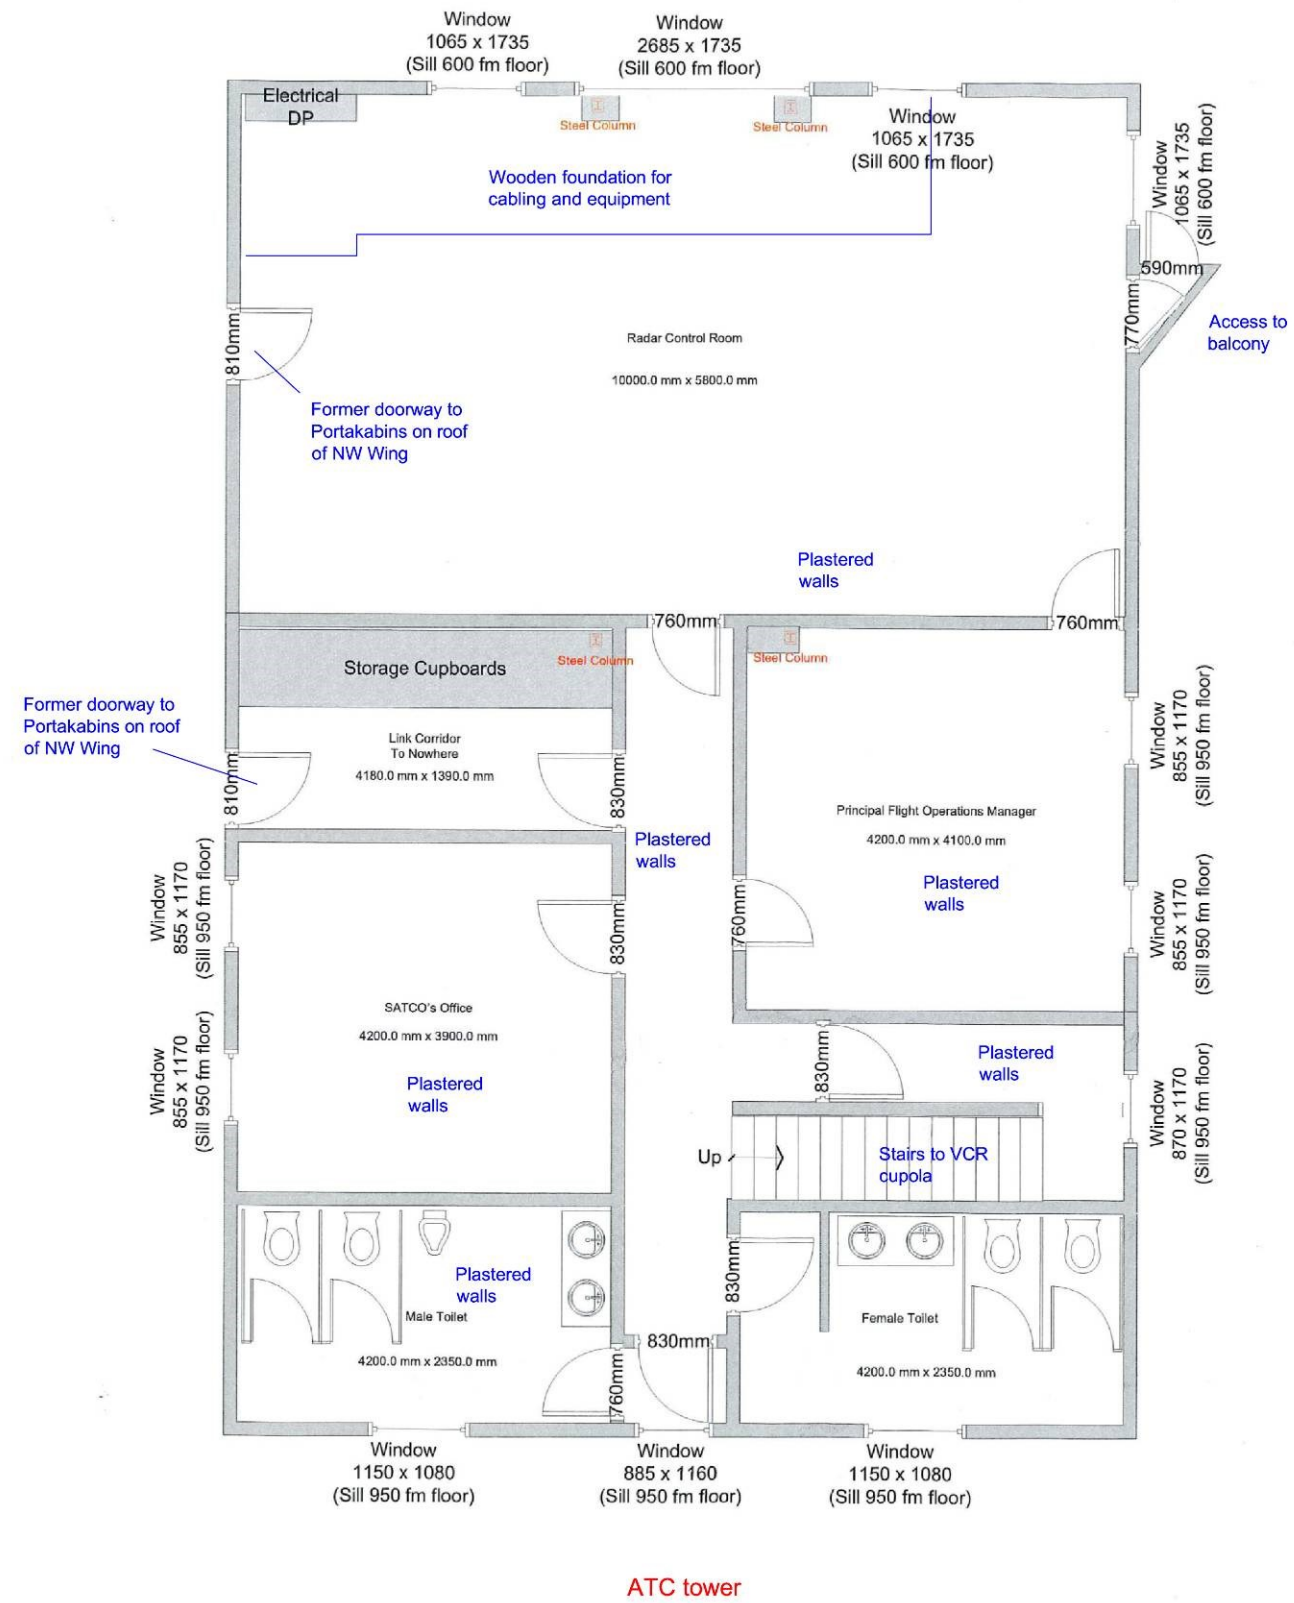 Window
1065 x 1735
(Sill 600 fm floor)
Window
2685 x 1735
(Sill 600 fm floor)
Electrical
DP
Steel Column
Steel Column
Window
1065 x 1735
(Sill 600 fm floor)
Window
1065 x 1735
(Sill 600 fm floor)
Wooden foundation for
cabling and equipment
590mm
770mm
Access to
balcony
810mm
Radar Control Room
10000.0 mm x 5800.0 mm
Former doorway to
Portakabins on roof
of NW Wing
Plastered
walls
760mm
760mm
Storage Cupboards
Steel Column
Steel Column
Former doorway to
Portakabins on roof
of NW Wing
Link Corridor
To Nowhere
4180.0 mm x 1390.0 mm
810mm
830mm
Window
855 x 1170
(Sill 950 fm floor)
Principal Flight Operations Manager
4200.0 mm x 4100.0 mm
Plastered
walls
Plastered
walls
Window
855 x 1170
(Sill 950 fm floor)
830mm
760mm
Window
855 x 1170
(Sill 950 fm floor)
SATCO's Office
4200.0 mm x 3900.0 mm
Plastered
walls
Window
855 x 1170
(Sill 950 fm floor)
830mm
Plastered
walls
Window
870 x 1170
(Sill 950 fm floor)
Up
Stairs to VCR
cupola
Plastered
walls
Male Toilet
4200.0 mm x 2350.0 mm
830mm
830mm
760mm
Female Toilet
4200.0 mm x 2350.0 mm
Window
1150 x 1080
(Sill 950 fm floor)
Window
885 x 1160
(Sill 950 fm floor)
Window
1150 x 1080
(Sill 950 fm floor)
ATC tower